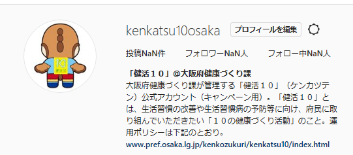 kenkatsu10osaka プロフィールを編集
投稿NaN件 フォロワーNaN人 フォロー中NaN人
「健活１０」@大阪府健康づくり課
大阪府健康づくり課が管理する「健活１０」（ケンカツテ
ン）公式アカウント（キャンペーン用）。「健活１０」と
は、生活習慣の改善や生活習慣病の予防等に向け、府民に取
り組んでいただきたい「１０の健康づくり活動」のこと。運
用ポリシーは下記のとおり。
www.pref.osaka.lg.jp/kenkozukuri/kenkatsu10/index.html